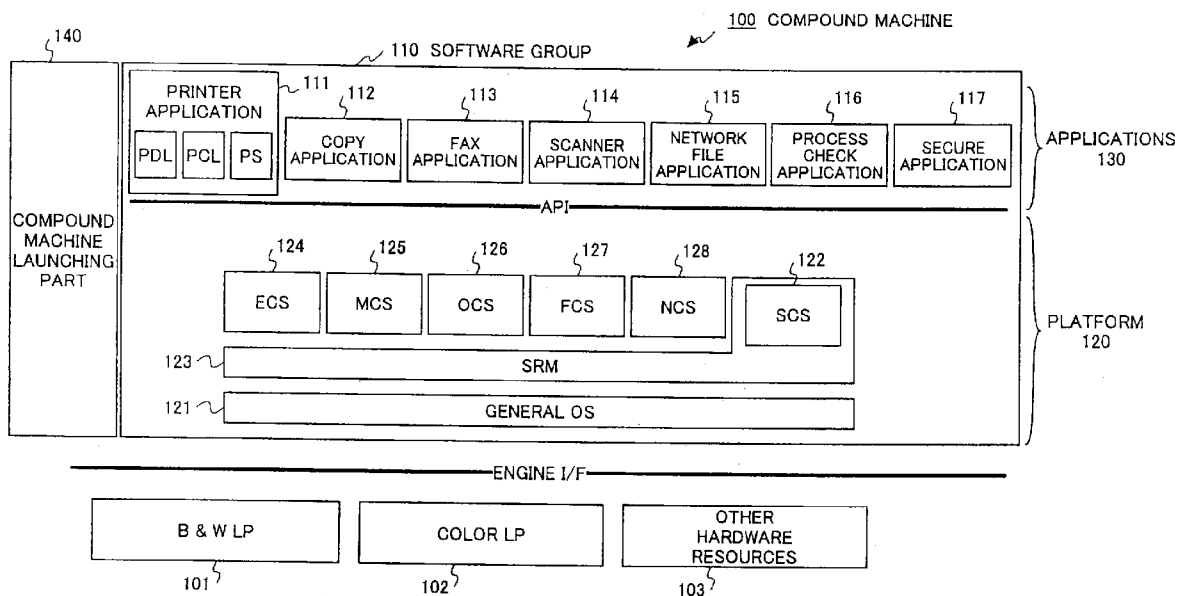 100 COMPOUND MACHINE
140
110 SOFTWARE GROUP
PRINTER
APPLICATION
111
PDL PCL PS
112
COPY
APPLICATION
113
FAX
APPLICATION
114
SCANNER
APPLICATION
115
NETWORK
FILE
APPLICATION
116
PROCESS
CHECK
APPLICATION
117
SECURE
APPLICATION
APPLICATIONS
130
API
COMPOUND
MACHINE
LAUNCHING
PART
124
ECS
125
MCS
126
OCS
127
FCS
128
NCS
122
SCS
PLATFORM
120
123
SRM
121
GENERAL OS
ENGINE I/F
B & W LP
101
COLOR LP
102
OTHER
HARDWARE
RESOURCES
103